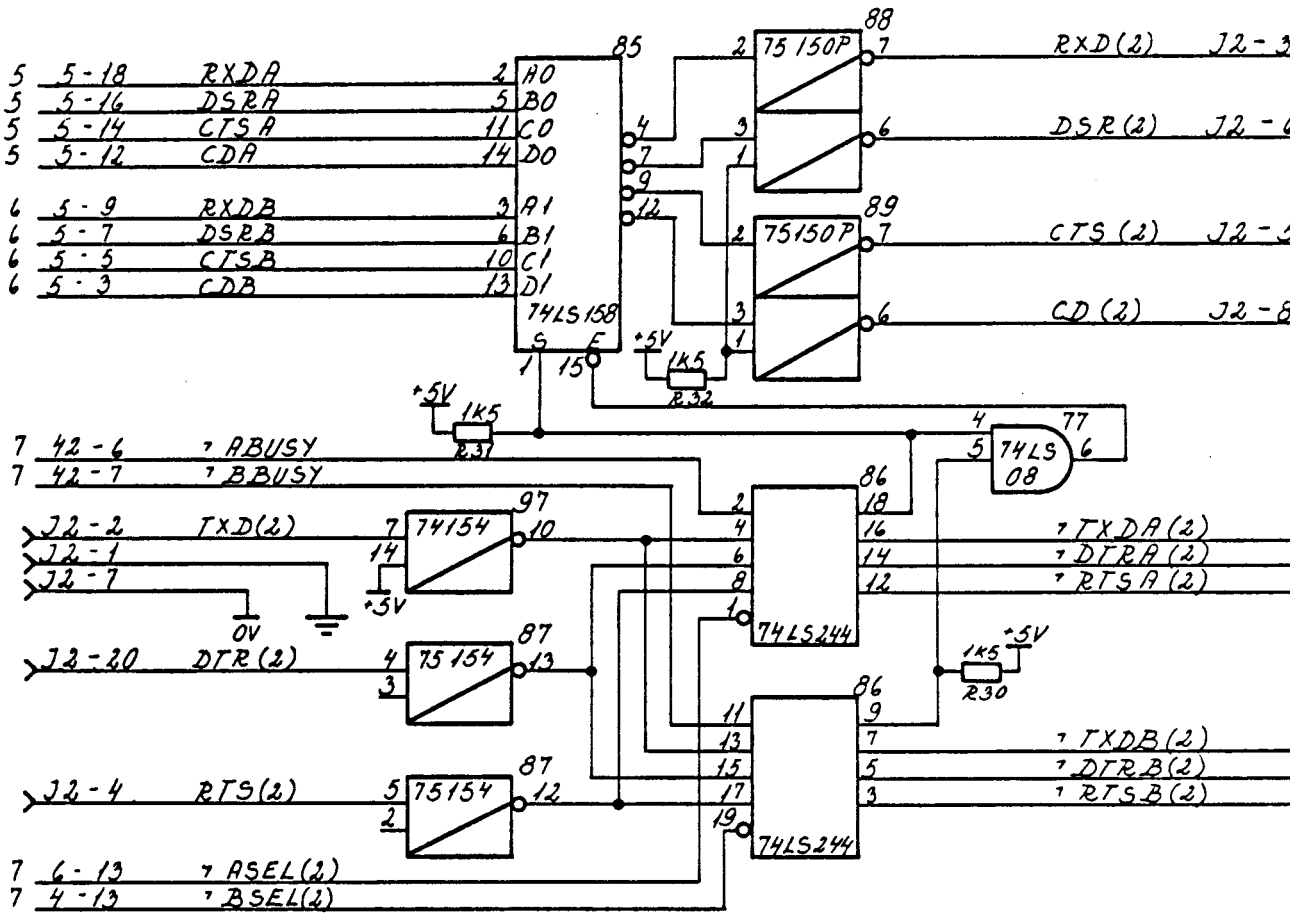 88
75150P
2 7 RXD(2) J2-3
3 6 DSR(2) J2-6
1
85
5 5-18 RXDA 2 A0
5 5-16 DSRA 5 B0
5 5-14 CTSA 11 C0
5 5-12 CDA 14 D0
4
7
9
12
6 5-9 RXDB 3 A1
6 5-7 DSRB 6 B1
6 5-5 CTSB 10 C1
6 5-3 CDB 13 D1
74LS158
S E
1 15
89
75150P
2 7 CTS(2) J2-5
3 6 CD(2) J2-8
1
+5V
1K5
R32
+5V
1K5
R31
77
4
5 6
74LS
08
7 42-6 ⁊ ABUSY
7 42-7 ⁊ BBUSY
86
2 18
4 16 ⁊ TXDA(2)
6 14 ⁊ DTRA(2)
8 12 ⁊ RTSA(2)
1
74LS244
97
74154
J2-2 TXD(2) 7 10
J2-1 14
J2-7 +5V
0V
87
75154
J2-20 DTR(2) 4 13
3
+5V
1K5
R30
86
11 9
13 7 ⁊ TXDB(2)
15 5 ⁊ DTRB(2)
17 3 ⁊ RTSB(2)
19
74LS244
87
75154
J2-4 RTS(2) 5 12
2
7 6-13 ⁊ ASEL(2)
7 4-13 ⁊ BSEL(2)